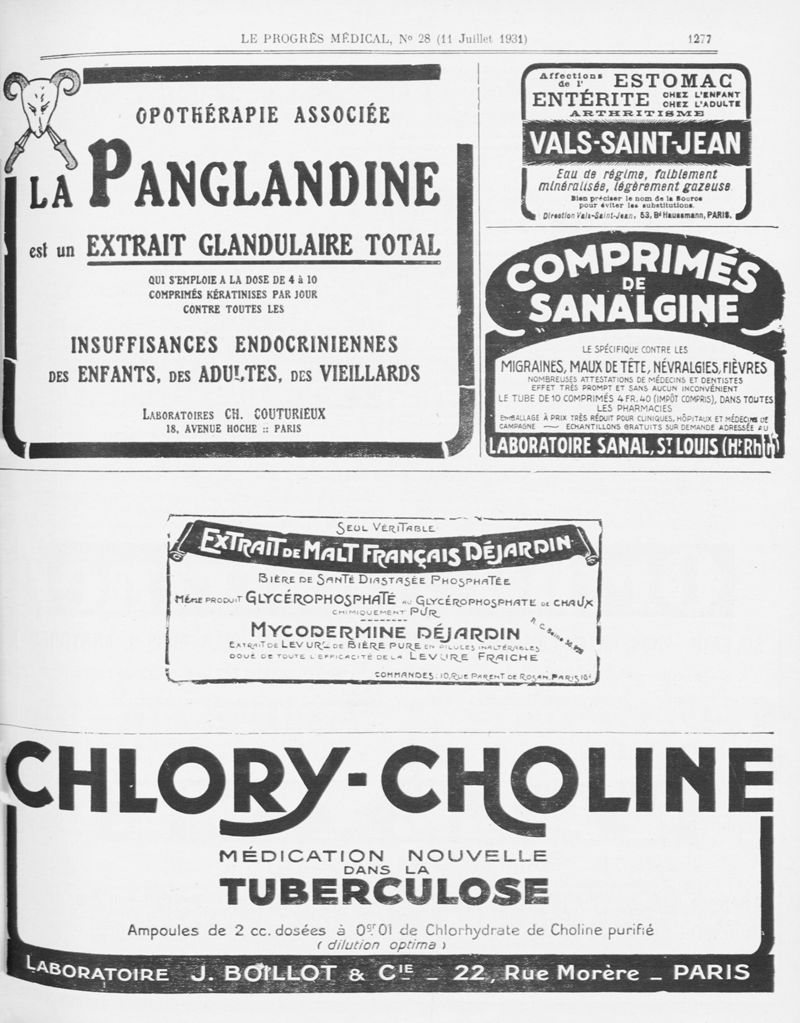 LE PROGRÈS MÉDICAL, Nº 28 (11 Juillet 1931)
1277
OPOTHÉRAPIE ASSOCIÉE
LA PANGLANDINE
est un EXTRAIT GLANDULAIRE TOTAL
QUI S'EMPLOIE A LA DOSE DE 4 à 10
COMPRIMÉS KÉRATINISES PAR JOUR
CONTRE TOUTES LES
INSUFFISANCES ENDOCRINIENNES
DES ENFANTS, DES ADULTES, DES VIEILLARDS
LABORATOIRES CH. COUTURIEUX
18, AVENUE HOCHE :: PARIS
Affections de l' ESTOMAC
ENTÉRITE CHEZ L'ENFANT CHEZ L'ADULTE
ARTHRITISME
VALS-SAINT-JEAN
Eau de régime, faiblement
minéralisée, légèrement gazeuse
Bien préciser le nom de la Source
pour éviter les substitutions.
Direction Vals-Saint-Jean, 53, Bd Haussmann, PARIS.
COMPRIMÉS
DE
SANALGINE
LE SPÉCIFIQUE CONTRE LES
MIGRAINES, MAUX DE TÊTE, NÉVRALGIES, FIÈVRES
NOMBREUSES ATTESTATIONS DE MÉDECINS ET DENTISTES
EFFET TRÈS PROMPT ET SANS AUCUN INCONVÉNIENT
LE TUBE DE 10 COMPRIMÉS 4 FR.40 (IMPÔT COMPRIS), DANS TOUTES
LES PHARMACIES
EMBALLAGE À PRIX TRÈS RÉDUIT POUR CLINIQUES, HÔPITAUX ET MÉDECINS DE
CAMPAGNE — ECHANTILLONS GRATUITS SUR DEMANDE ADRESSÉE AU
LABORATOIRE SANAL, ST LOUIS (Ht Rhin)
SEUL VÉRITABLE
EXTRAIT DE MALT FRANÇAIS DÉJARDIN
BIÈRE DE SANTÉ DIASTASÉE PHOSPHATÉE
MÊME PRODUIT GLYCÉROPHOSPHATÉ AU GLYCÉROPHOSPHATE DE CHAUX
CHIMIQUEMENT PUR
MYCODERMINE DÉJARDIN
EXTRAIT DE LEVURE DE BIÈRE PURE EN PILULES INALTÉRABLES
DOUÉ DE TOUTE L'EFFICACITÉ DE LA LEVURE FRAICHE
R. C. Seine
COMMANDES: 10, RUE PARENT DE ROSAN, PARIS 16e
CHLORY-CHOLINE
MÉDICATION NOUVELLE
DANS LA
TUBERCULOSE
Ampoules de 2 cc. dosées à 0gr01 de Chlorhydrate de Choline purifié
(dilution optima)
LABORATOIRE J. BOILLOT & CIE _ 22, Rue Morère _ PARIS